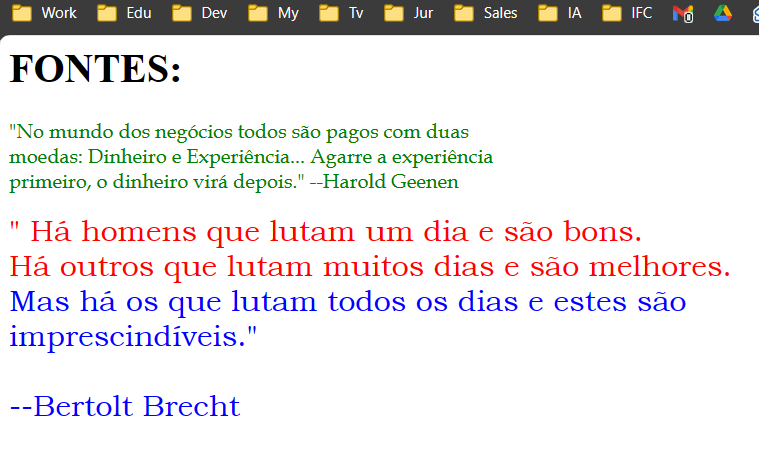 Work Edu Dev My Tv Jur Sales IA IFC
FONTES:
"No mundo dos negócios todos são pagos com duas
moedas: Dinheiro e Experiência... Agarre a experiência
primeiro, o dinheiro virá depois." --Harold Geenen
" Há homens que lutam um dia e são bons.
Há outros que lutam muitos dias e são melhores.
Mas há os que lutam todos os dias e estes são
imprescindíveis."
--Bertolt Brecht